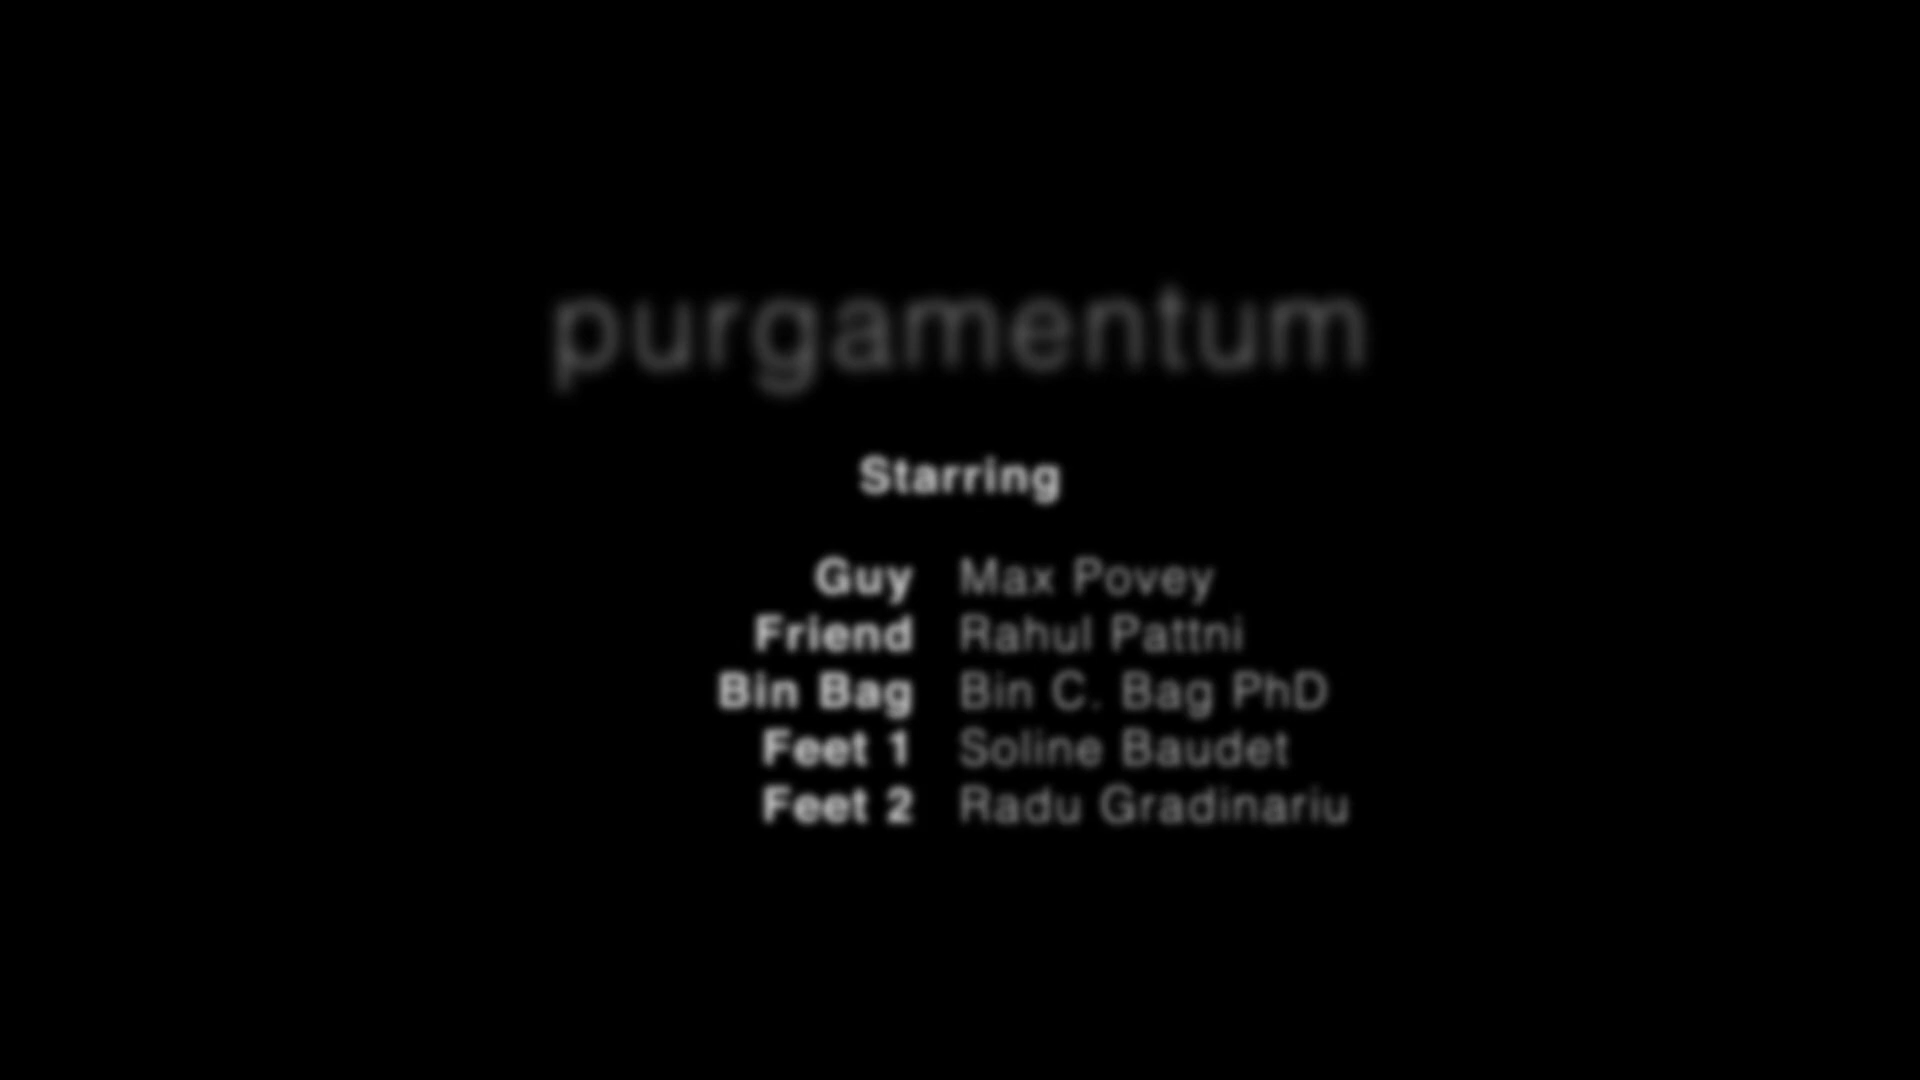 purgamentum
Starring
Guy Max Povey
Friend Rahul Pattni
Bin Bag Bin C. Bag PhD
Feet 1 Soline Baudet
Feet 2 Radu Gradinariu